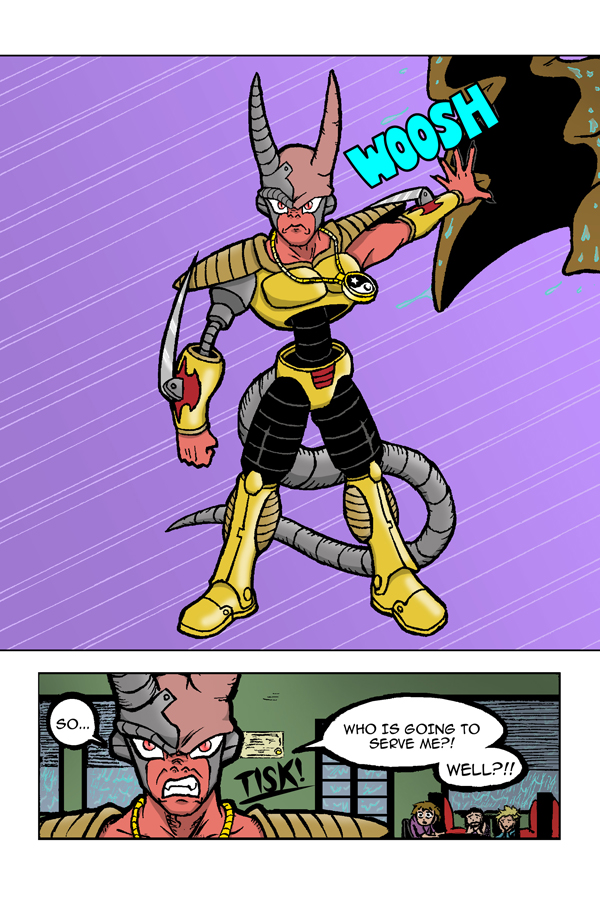 WOOSH
SO...
TISK!
WHO IS GOING TO
SERVE ME?!
WELL?!!